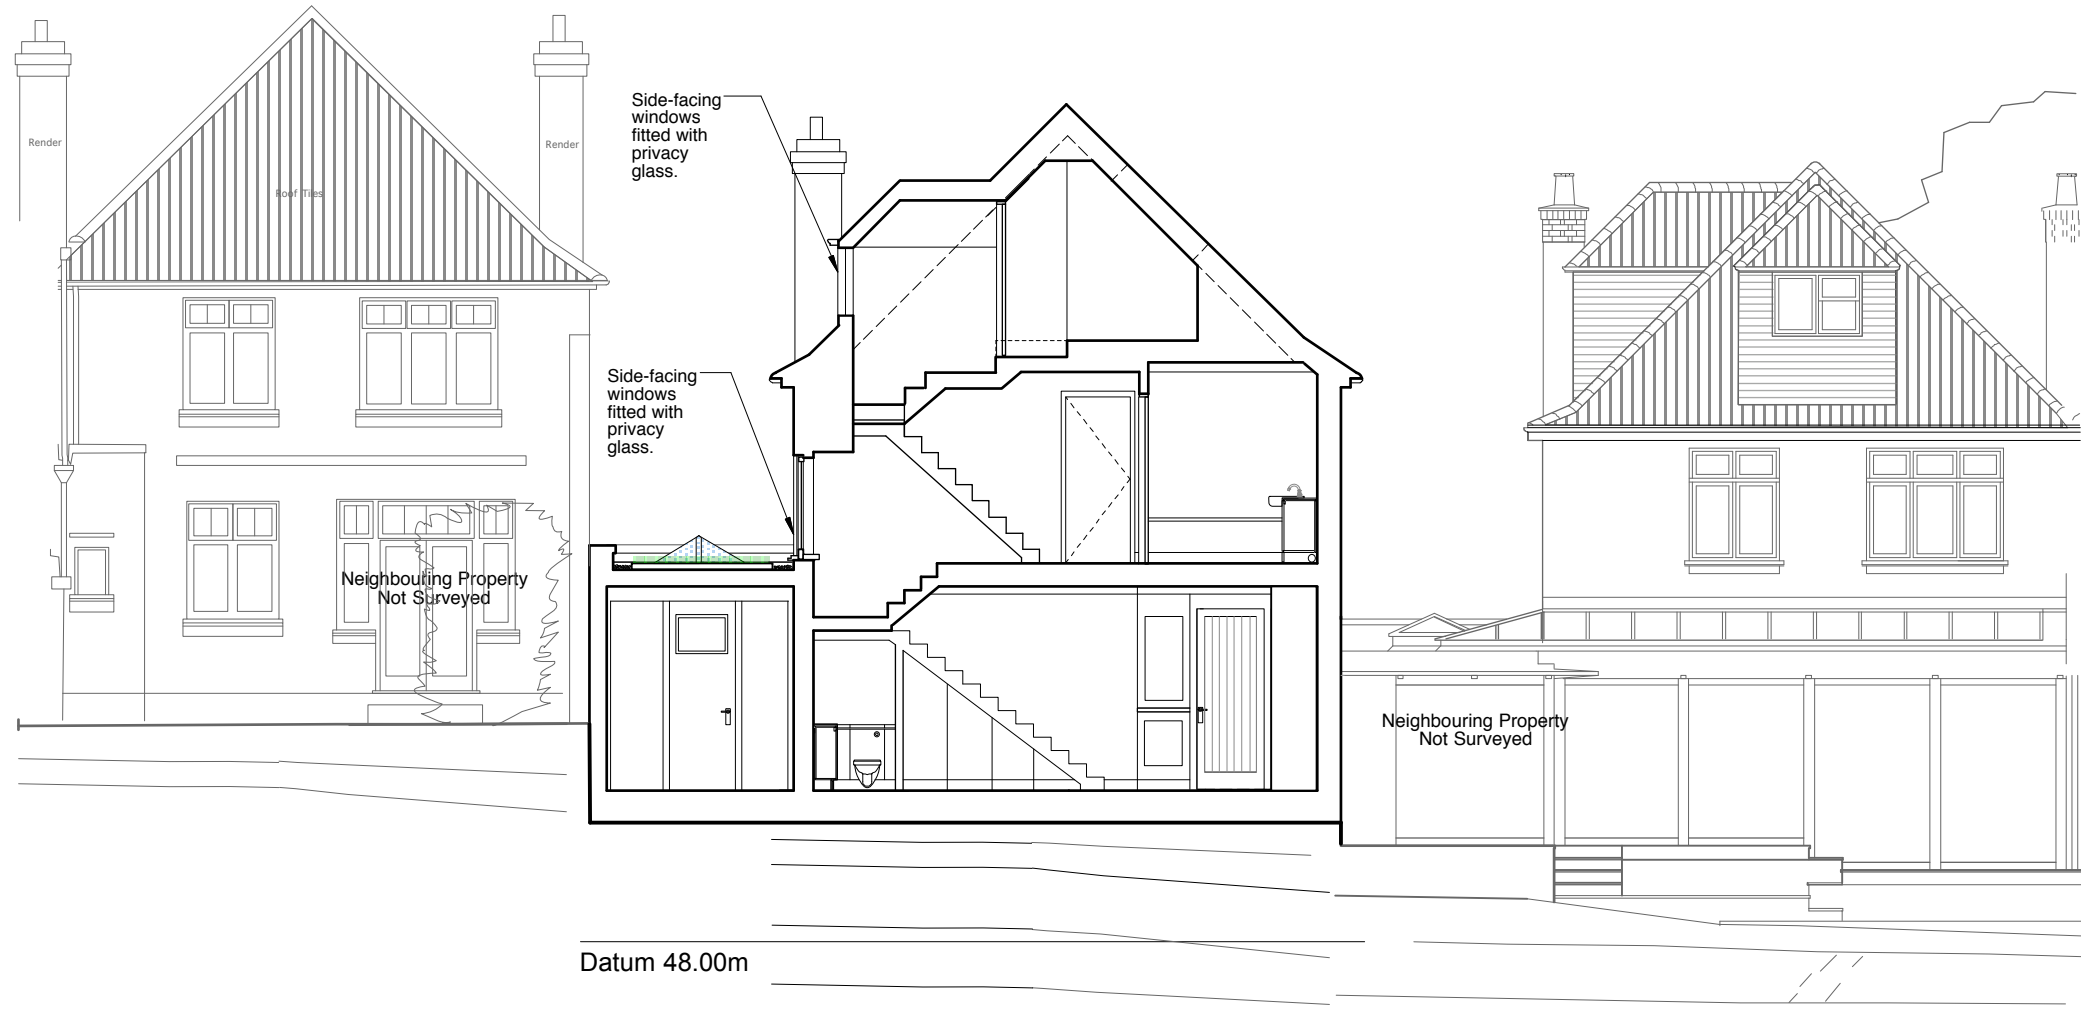 Side-facing
windows
fitted with
privacy
glass.
Render
Render
Roof Tiles
Side-facing
windows
fitted with
privacy
glass.
Neighbouring Property
Not Surveyed
Neighbouring Property
Not Surveyed
Datum 48.00m